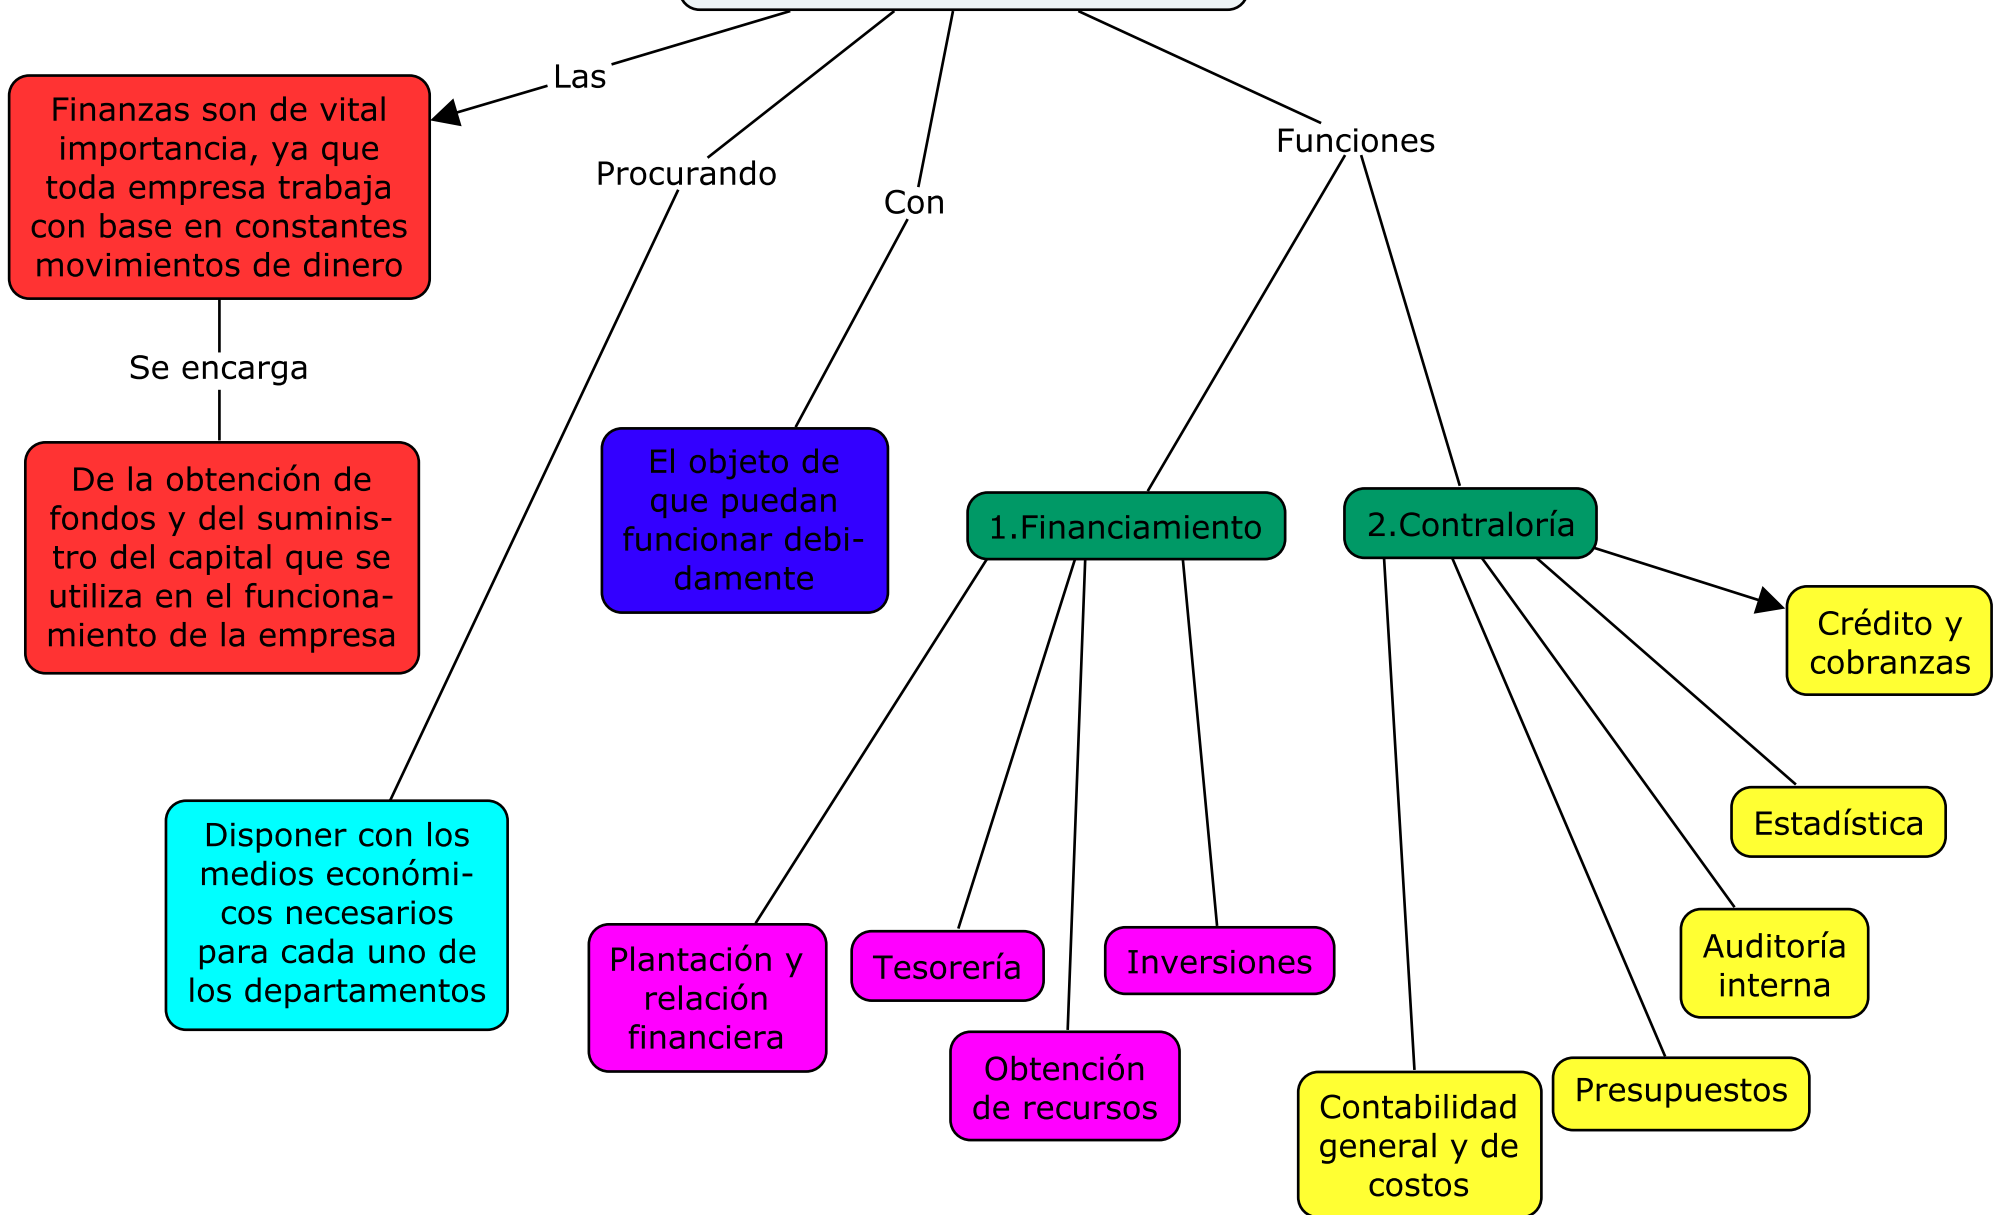 Las
Finanzas son de vital
importancia, ya que
toda empresa trabaja
con base en constantes
movimientos de dinero
Se encarga
De la obtención de
fondos y del suminis-
tro del capital que se
utiliza en el funciona-
miento de la empresa
Procurando
Disponer con los
medios económi-
cos necesarios
para cada uno de
los departamentos
Con
El objeto de
que puedan
funcionar debi-
damente
Funciones
1.Financiamiento
Plantación y
relación
financiera
Tesorería
Obtención
de recursos
Inversiones
2.Contraloría
Contabilidad
general y de
costos
Presupuestos
Auditoría
interna
Estadística
Crédito y
cobranzas